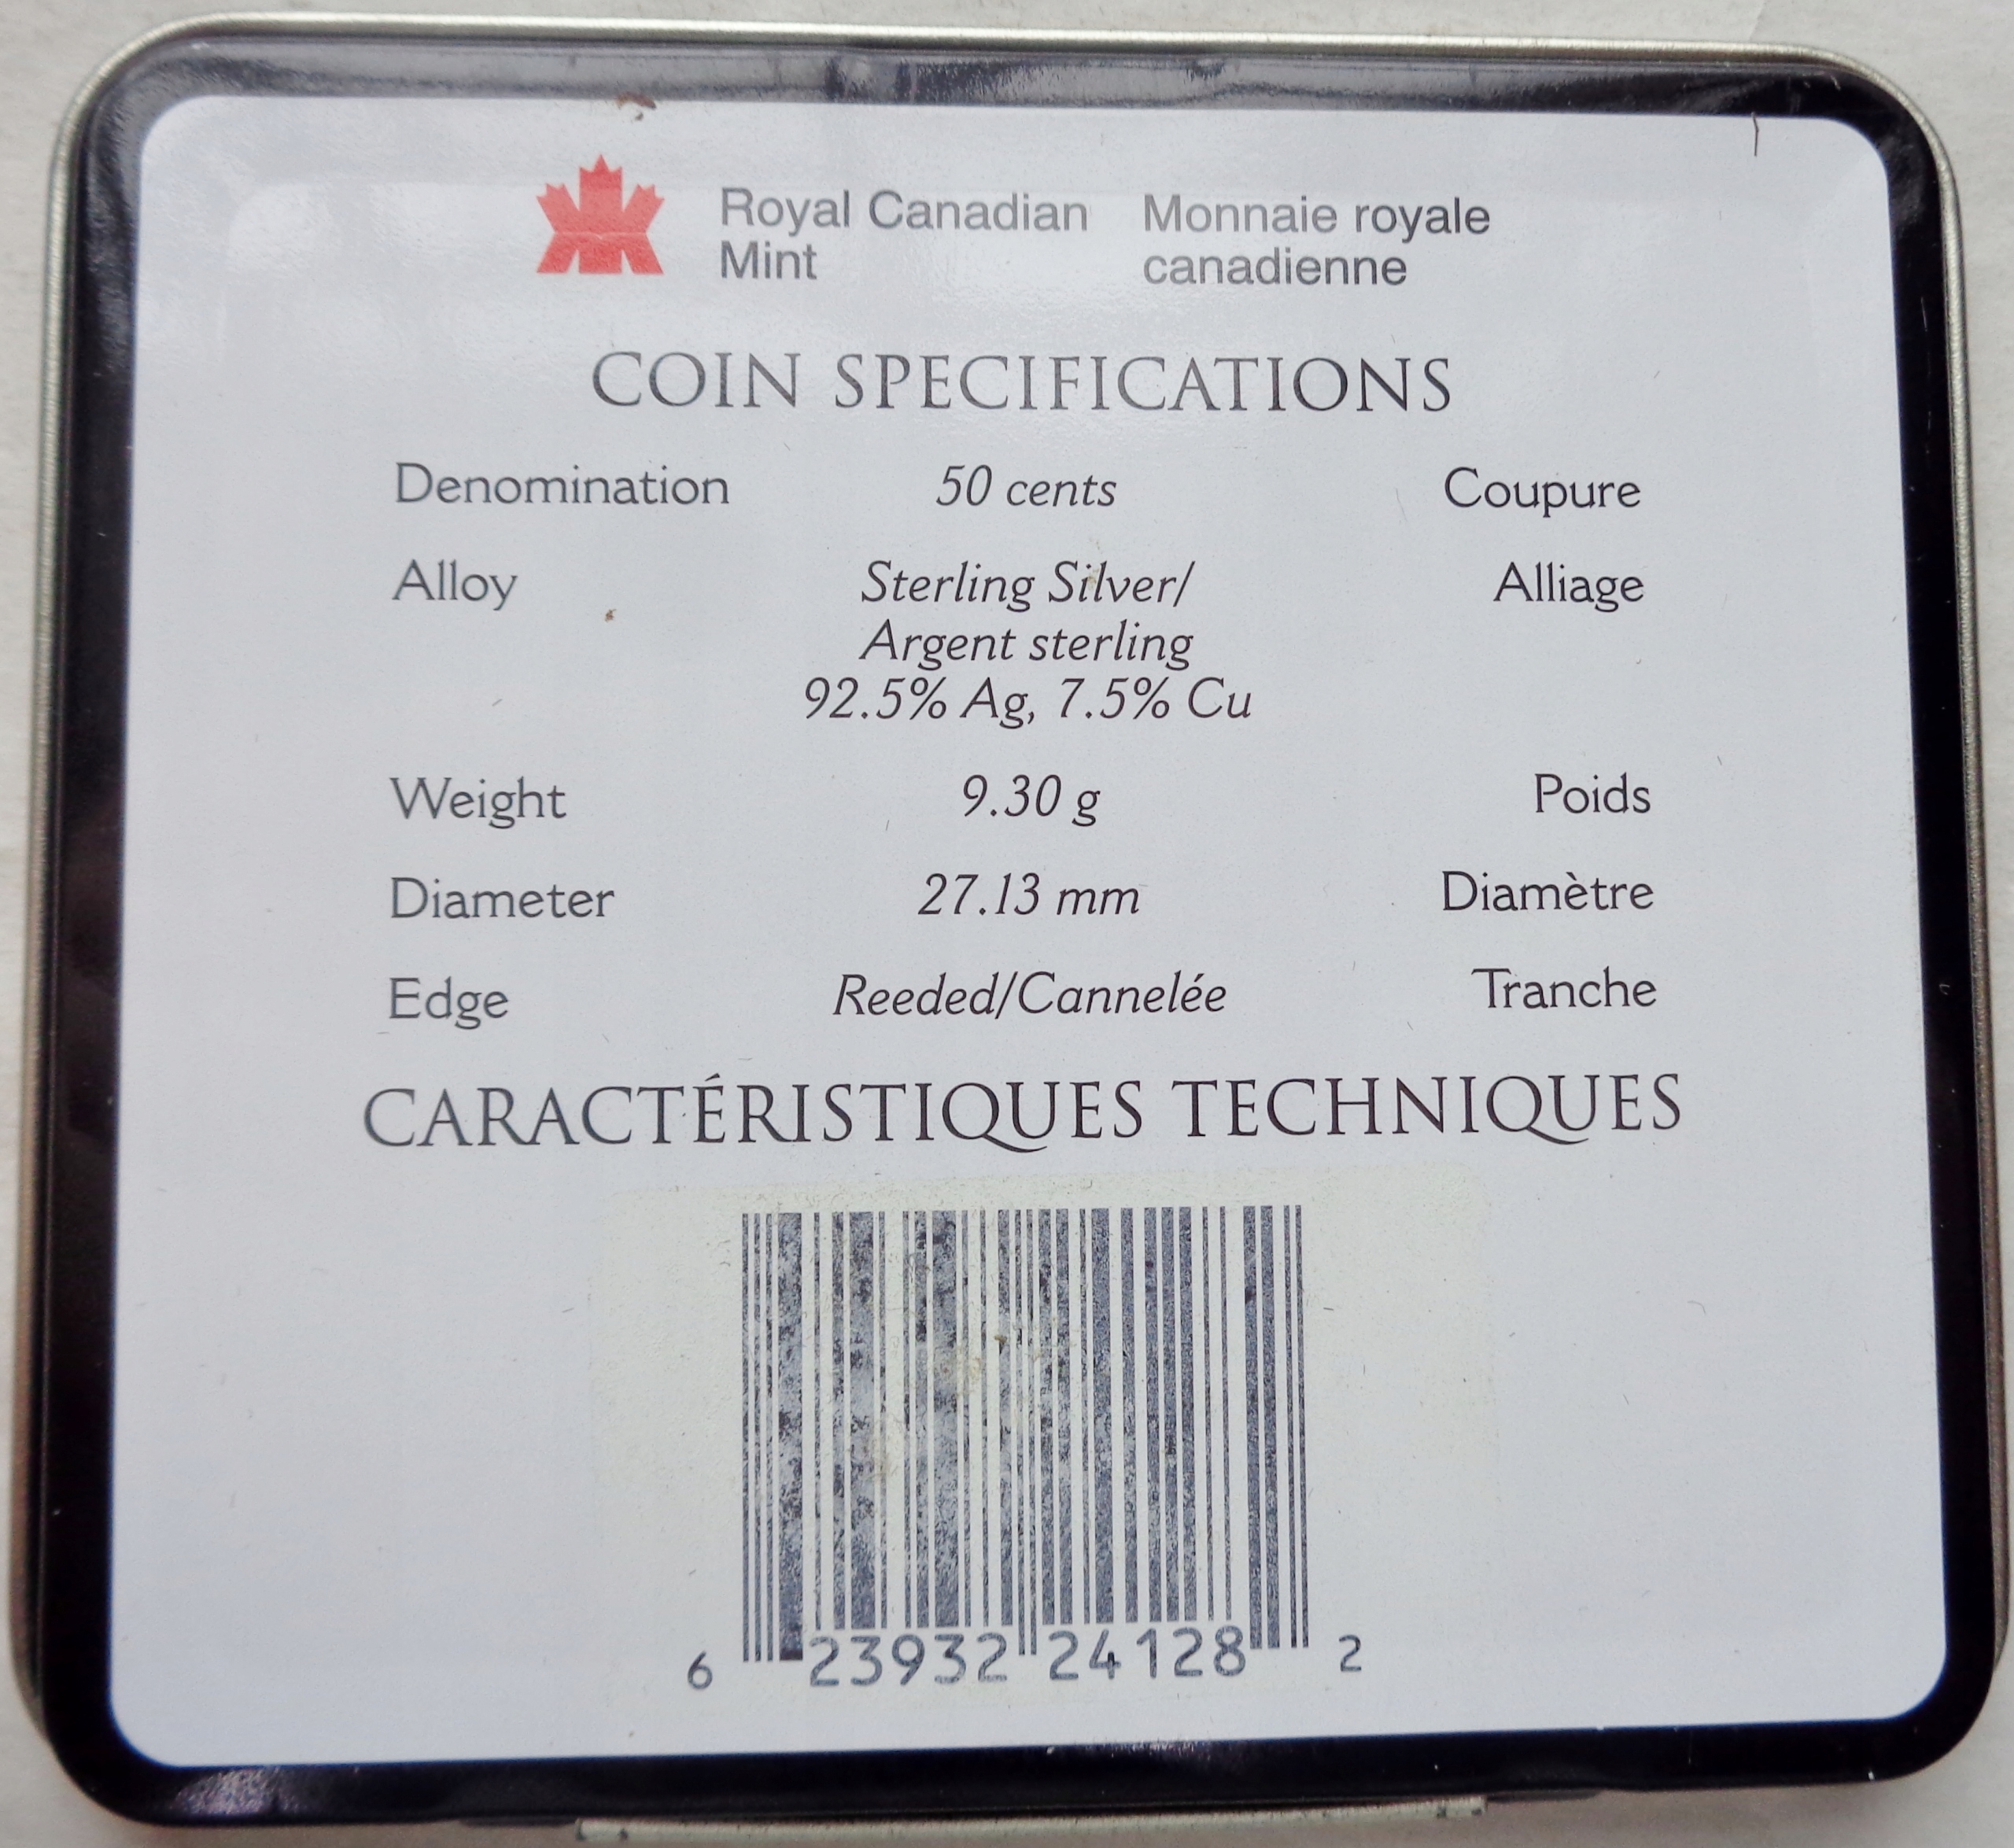 Royal Canadian Mint
Monnaie royale canadienne
COIN SPECIFICATIONS
Denomination 50 cents Coupure
Alloy Sterling Silver/ Alliage
Argent sterling
92.5% Ag, 7.5% Cu
Weight 9.30 g Poids
Diameter 27.13 mm Diamètre
Edge Reeded/Cannelée Tranche
CARACTÉRISTIQUES TECHNIQUES
6 23932 24128 2